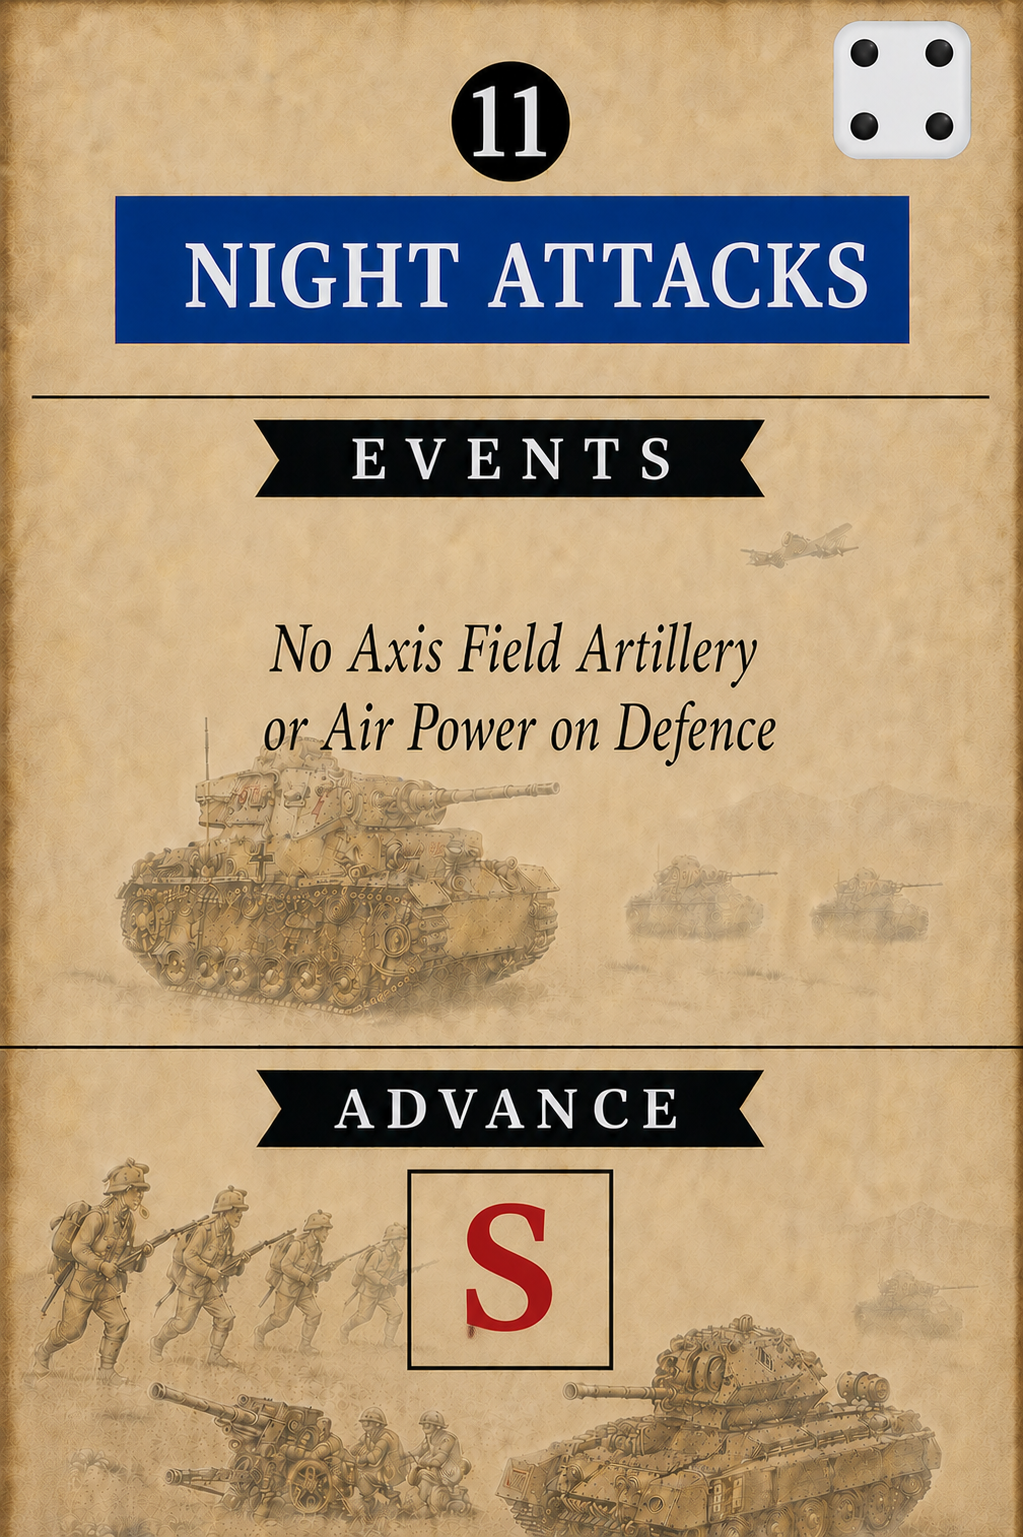 11
NIGHT ATTACKS
EVENTS
No Axis Field Artillery
or Air Power on Defence
ADVANCE
S